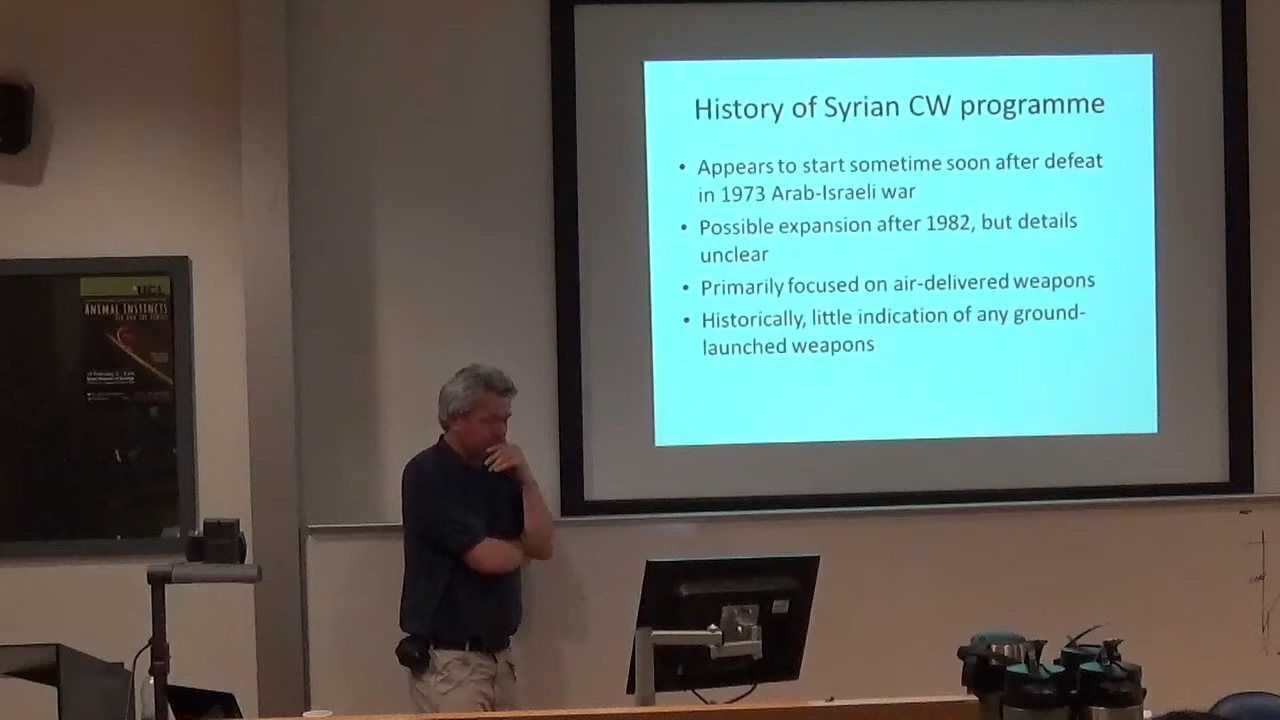 History of Syrian CW programme
• Appears to start sometime soon after defeat
in 1973 Arab-Israeli war
• Possible expansion after 1982, but details
unclear
• Primarily focused on air-delivered weapons
• Historically, little indication of any ground-
launched weapons
UCL
ANIMAL INSTINCTS